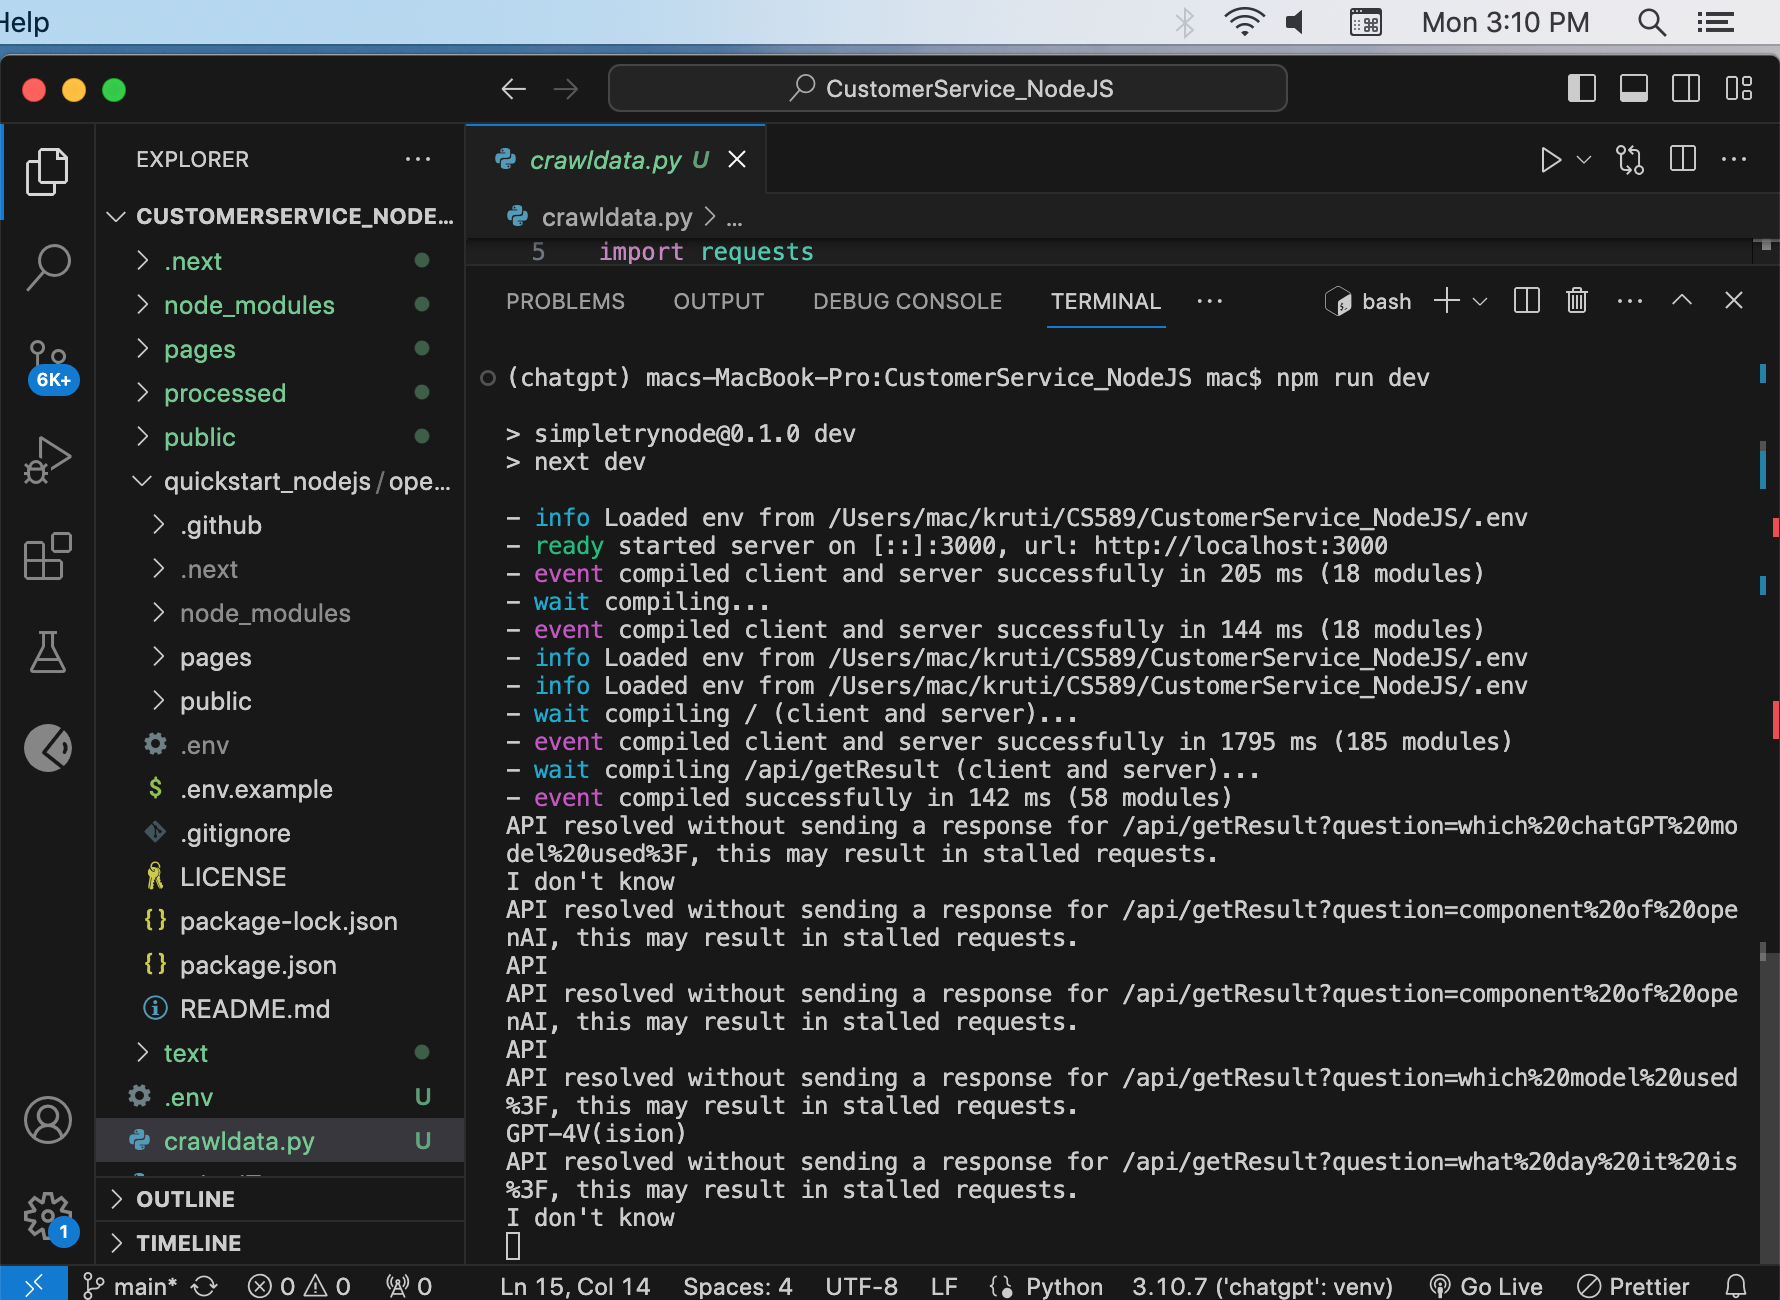 Help
Mon 3:10 PM
CustomerService_NodeJS
EXPLORER
crawldata.py U
CUSTOMERSERVICE_NODE...
crawldata.py > ...
5 import requests
.next
node_modules
pages
processed
public
quickstart_nodejs / ope...
.github
.next
node_modules
pages
public
.env
.env.example
.gitignore
LICENSE
package-lock.json
package.json
README.md
text
.env U
crawldata.py U
OUTLINE
TIMELINE
6K+
1
PROBLEMS OUTPUT DEBUG CONSOLE TERMINAL ... bash
(chatgpt) macs-MacBook-Pro:CustomerService_NodeJS mac$ npm run dev
> simpletrynode@0.1.0 dev
> next dev
- info Loaded env from /Users/mac/kruti/CS589/CustomerService_NodeJS/.env
- ready started server on [::]:3000, url: http://localhost:3000
- event compiled client and server successfully in 205 ms (18 modules)
- wait compiling...
- event compiled client and server successfully in 144 ms (18 modules)
- info Loaded env from /Users/mac/kruti/CS589/CustomerService_NodeJS/.env
- info Loaded env from /Users/mac/kruti/CS589/CustomerService_NodeJS/.env
- wait compiling / (client and server)...
- event compiled client and server successfully in 1795 ms (185 modules)
- wait compiling /api/getResult (client and server)...
- event compiled successfully in 142 ms (58 modules)
API resolved without sending a response for /api/getResult?question=which%20chatGPT%20mo
del%20used%3F, this may result in stalled requests.
I don't know
API resolved without sending a response for /api/getResult?question=component%20of%20ope
nAI, this may result in stalled requests.
API
API resolved without sending a response for /api/getResult?question=component%20of%20ope
nAI, this may result in stalled requests.
API
API resolved without sending a response for /api/getResult?question=which%20model%20used
%3F, this may result in stalled requests.
GPT-4V(ision)
API resolved without sending a response for /api/getResult?question=what%20day%20it%20is
%3F, this may result in stalled requests.
I don't know
main* 0 0 0 Ln 15, Col 14 Spaces: 4 UTF-8 LF Python 3.10.7 ('chatgpt': venv) Go Live Prettier